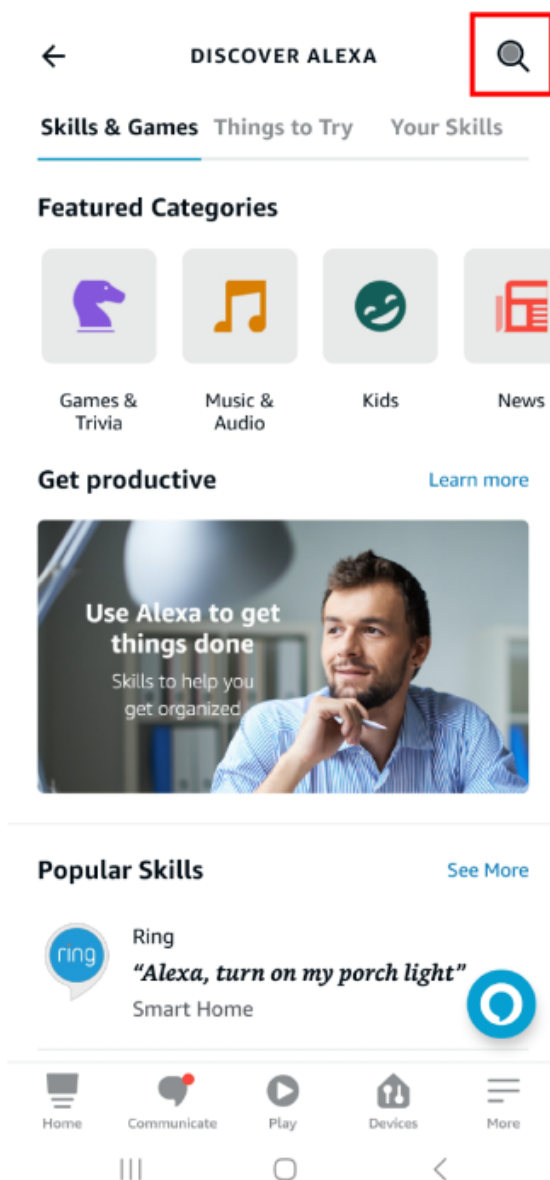 DISCOVER ALEXA
Skills & Games Things to Try Your Skills
Featured Categories
Games &
Trivia
Music &
Audio
Kids
News
Get productive
Learn more
Use Alexa to get
things done
Skills to help you
get organized
Popular Skills
See More
ring
Ring
“Alexa, turn on my porch light”
Smart Home
Home Communicate Play Devices More